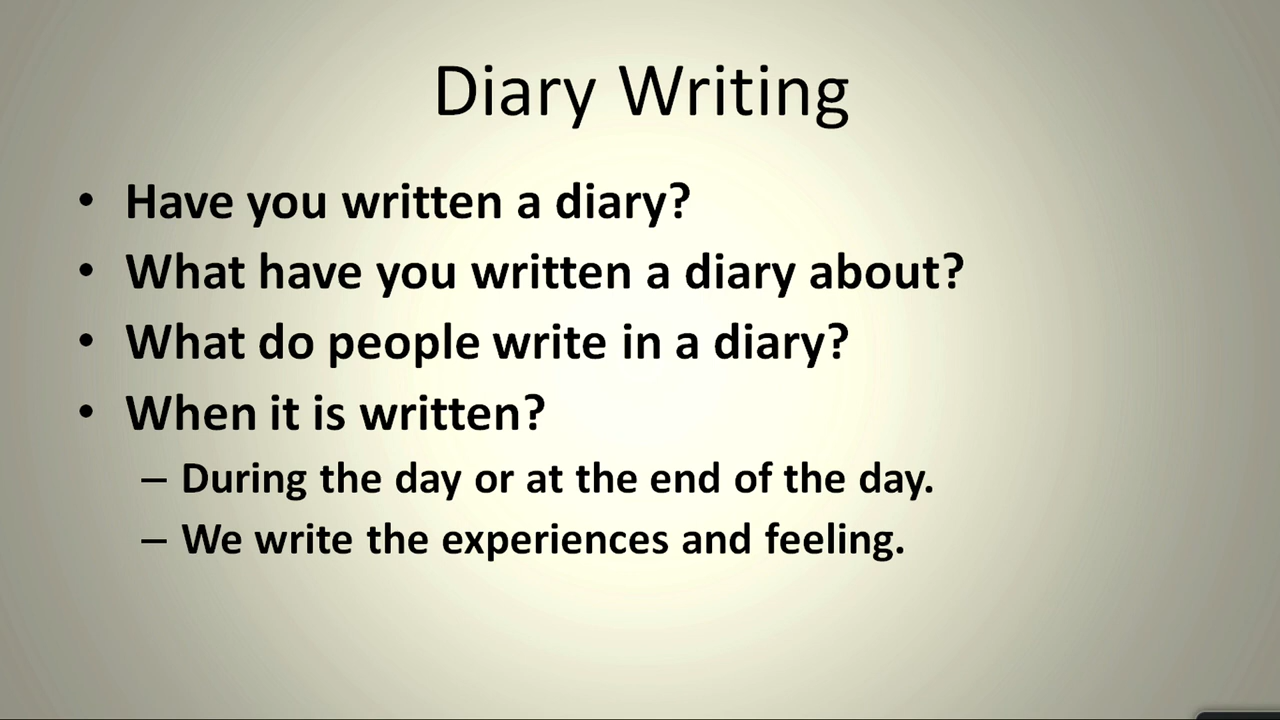 Diary Writing
• Have you written a diary?
• What have you written a diary about?
• What do people write in a diary?
• When it is written?
– During the day or at the end of the day.
– We write the experiences and feeling.